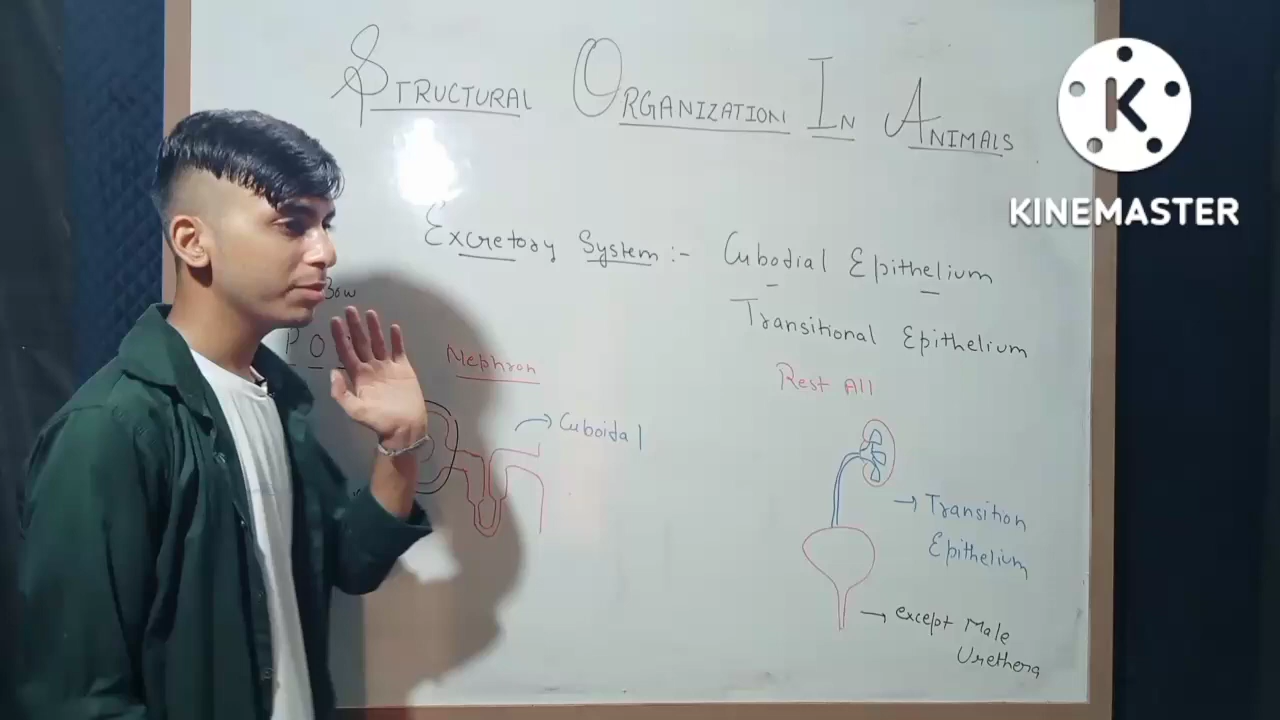 STRUCTURAL ORGANIZATION IN ANIMALS
KINEMASTER
Excretory System :- Cubodial Epithelium
Transitional Epithelium
Bow
P O
Nephron
Rest All
→ Cuboidal
→ Transition
Epithelium
→ except Male
Urethera